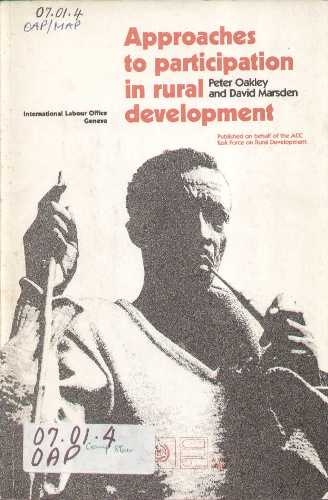 07.01.4
OAP/MAP
Approaches
to participation
in rural
Peter Oakley
and David Marsden
development
International Labour Office
Geneva
Published on behalf of the ACC
Task Force on Rural Development
07.01.4
OAP